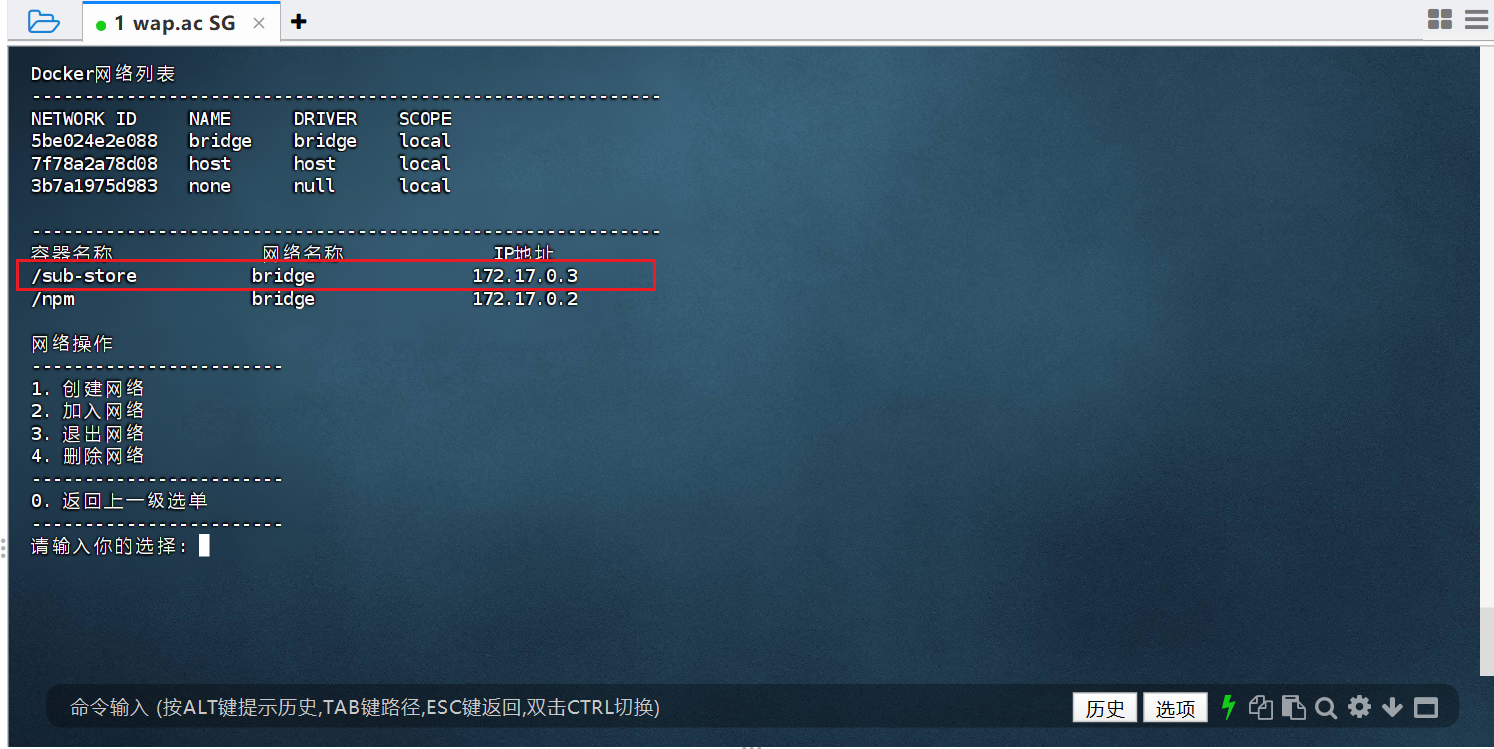 1 wap.ac SG × +
Docker网络列表
------------------------------------------------------------
NETWORK ID NAME DRIVER SCOPE
5be024e2e088 bridge bridge local
7f78a2a78d08 host host local
3b7a1975d983 none null local
------------------------------------------------------------
容器名称 网络名称 IP地址
/sub-store bridge 172.17.0.3
/npm bridge 172.17.0.2
网络操作
------------------------
1. 创建网络
2. 加入网络
3. 退出网络
4. 删除网络
------------------------
0. 返回上一级选单
------------------------
请输入你的选择:
命令输入 (按ALT键提示历史,TAB键路径,ESC键返回,双击CTRL切换) 历史 选项